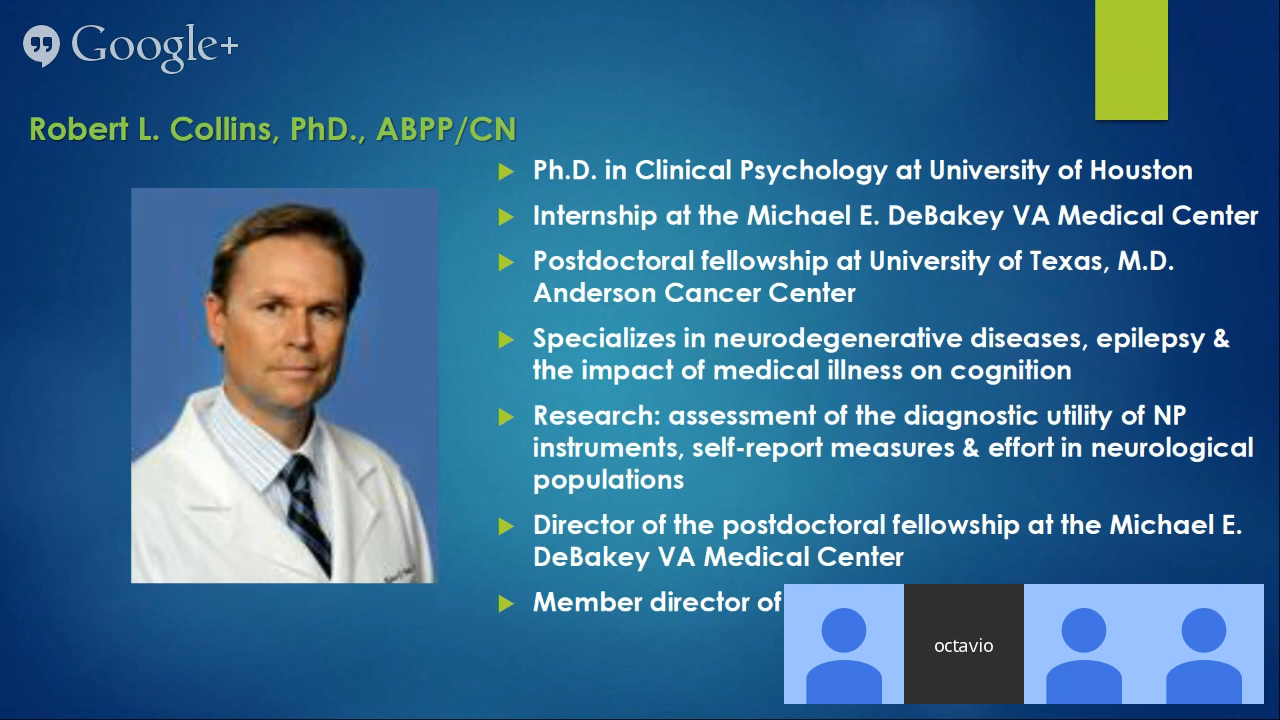 Google+
Robert L. Collins, PhD., ABPP/CN
Ph.D. in Clinical Psychology at University of Houston
Internship at the Michael E. DeBakey VA Medical Center
Postdoctoral fellowship at University of Texas, M.D.
Anderson Cancer Center
Specializes in neurodegenerative diseases, epilepsy &
the impact of medical illness on cognition
Research: assessment of the diagnostic utility of NP
instruments, self-report measures & effort in neurological
populations
Director of the postdoctoral fellowship at the Michael E.
DeBakey VA Medical Center
Member director of
octavio